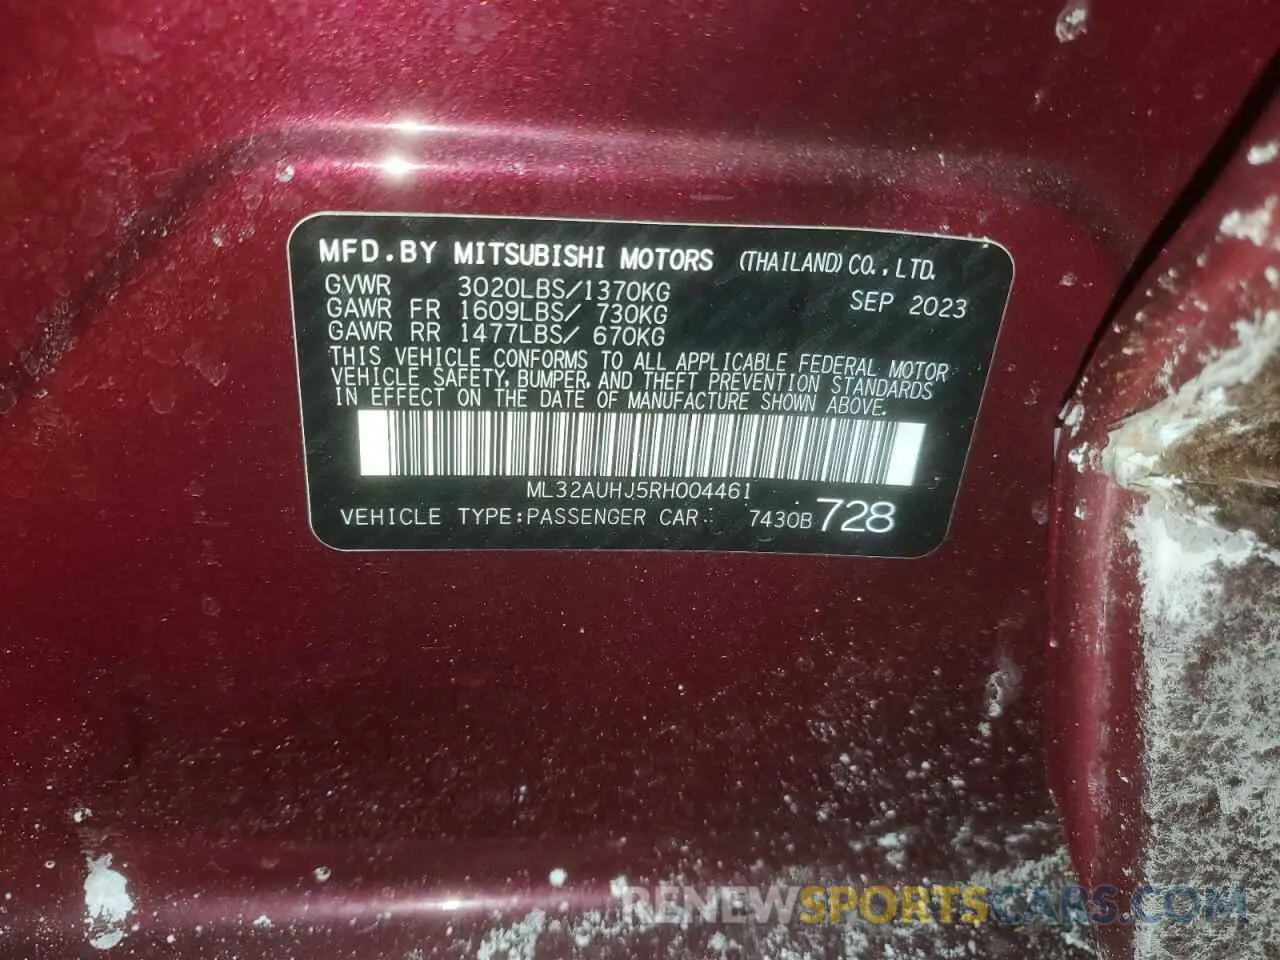 MFD.BY MITSUBISHI MOTORS (THAILAND) CO., LTD.
GVWR 3020LBS/1370KG SEP 2023
GAWR FR 1609LBS/ 730KG
GAWR RR 1477LBS/ 670KG
THIS VEHICLE CONFORMS TO ALL APPLICABLE FEDERAL MOTOR
VEHICLE SAFETY, BUMPER, AND THEFT PREVENTION STANDARDS
IN EFFECT ON THE DATE OF MANUFACTURE SHOWN ABOVE.
ML32AUHJ5RH004461
VEHICLE TYPE:PASSENGER CAR 7430B 728
RENEWSPORTSCARS.COM